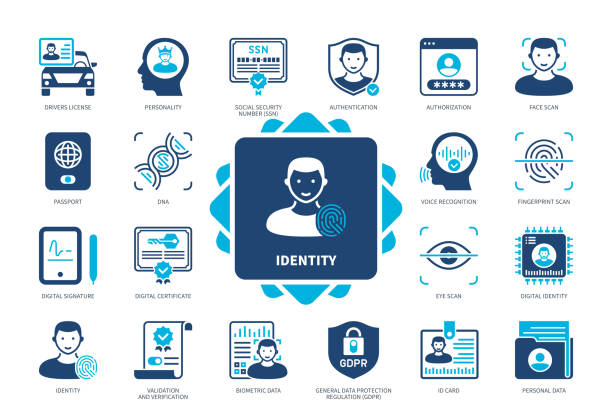 SSN
****
DRIVERS LICENSE
PERSONALITY
SOCIAL SECURITY
NUMBER (SSN)
AUTHENTICATION
AUTHORIZATION
FACE SCAN
PASSPORT
DNA
VOICE RECOGNITION
FINGERPRINT SCAN
IDENTITY
DIGITAL SIGNATURE
DIGITAL CERTIFICATE
EYE SCAN
DIGITAL IDENTITY
GDPR
IDENTITY
VALIDATION
AND VERIFICATION
BIOMETRIC DATA
GENERAL DATA PROTECTION
REGULATION (GDPR)
ID CARD
PERSONAL DATA